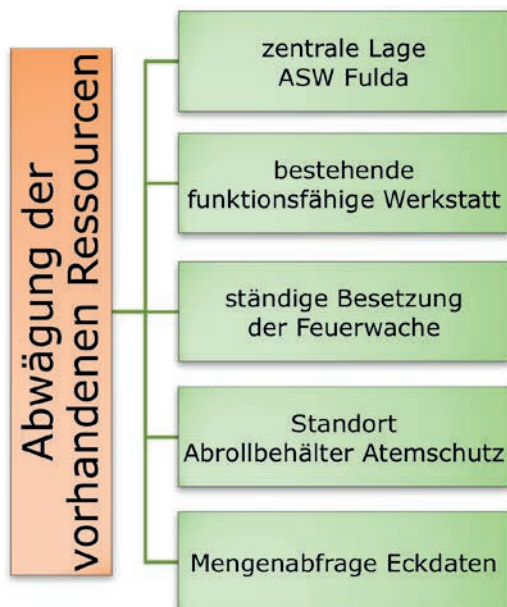 Abwägung der
vorhandenen Ressourcen
zentrale Lage
ASW Fulda
bestehende
funktionsfähige Werkstatt
ständige Besetzung
der Feuerwache
Standort
Abrollbehälter Atemschutz
Mengenabfrage Eckdaten